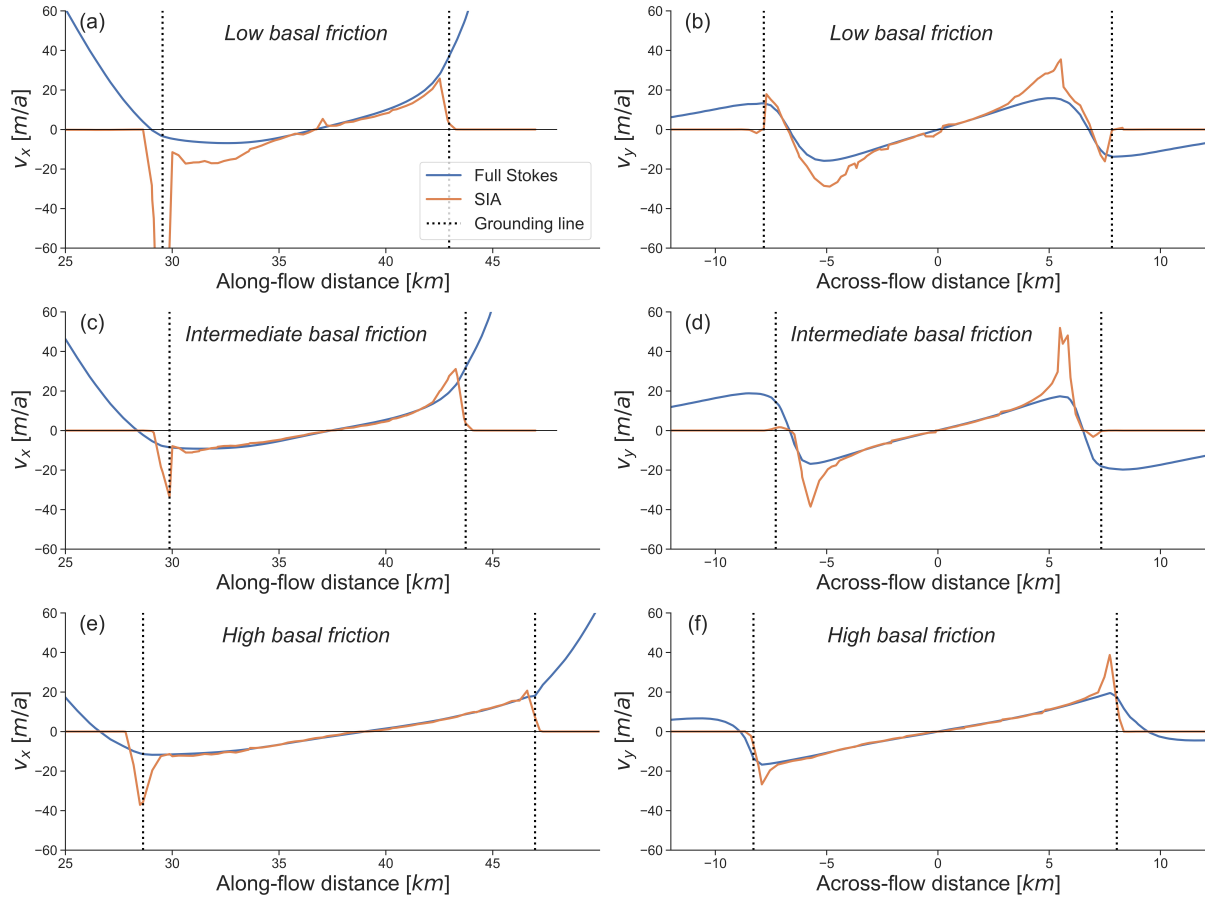 (a) Low basal friction
60
40
20
0
−20
−40
−60
v_x [m/a]
25 30 35 40 45
Along-flow distance [km]
Full Stokes
SIA
Grounding line
(b) Low basal friction
60
40
20
0
−20
−40
−60
v_y [m/a]
−10 −5 0 5 10
Across-flow distance [km]
(c) Intermediate basal friction
60
40
20
0
−20
−40
−60
v_x [m/a]
25 30 35 40 45
Along-flow distance [km]
(d) Intermediate basal friction
60
40
20
0
−20
−40
−60
v_y [m/a]
−10 −5 0 5 10
Across-flow distance [km]
(e) High basal friction
60
40
20
0
−20
−40
−60
v_x [m/a]
25 30 35 40 45
Along-flow distance [km]
(f) High basal friction
60
40
20
0
−20
−40
−60
v_y [m/a]
−10 −5 0 5 10
Across-flow distance [km]